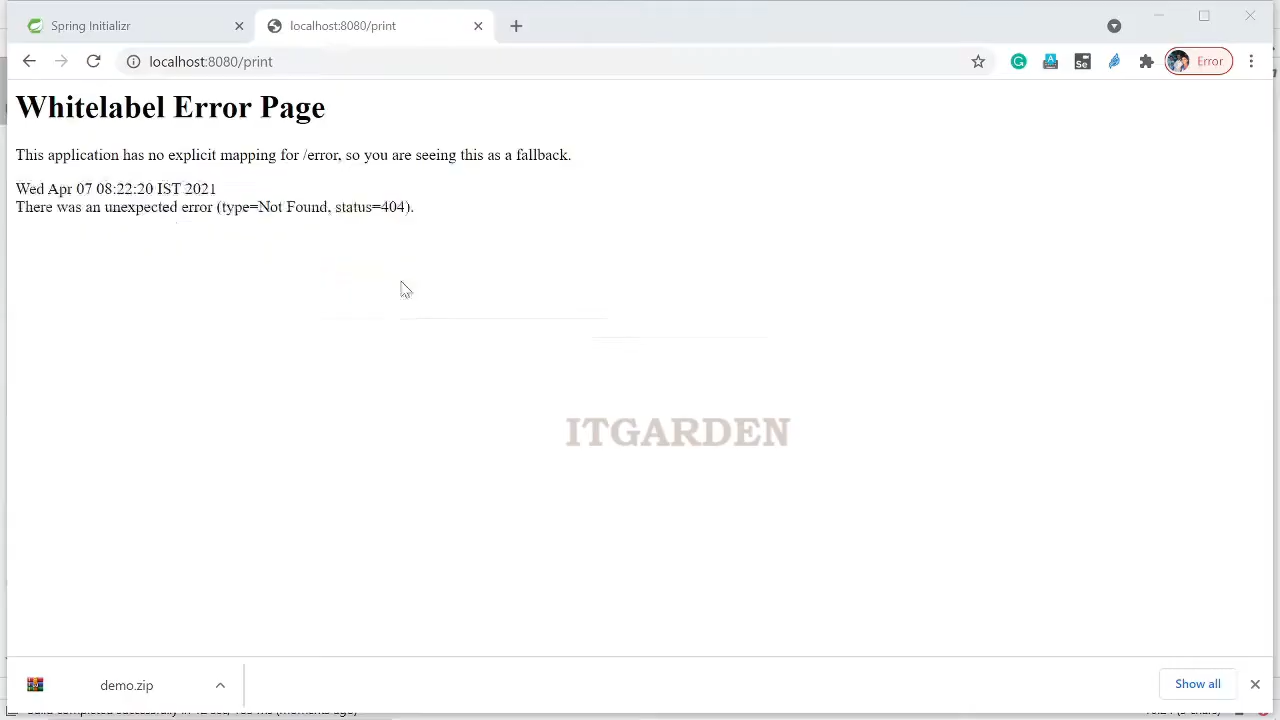 Spring Initializr
localhost:8080/print
localhost:8080/print
Error
Whitelabel Error Page
This application has no explicit mapping for /error, so you are seeing this as a fallback.
Wed Apr 07 08:22:20 IST 2021
There was an unexpected error (type=Not Found, status=404).
ITGARDEN
demo.zip
Show all